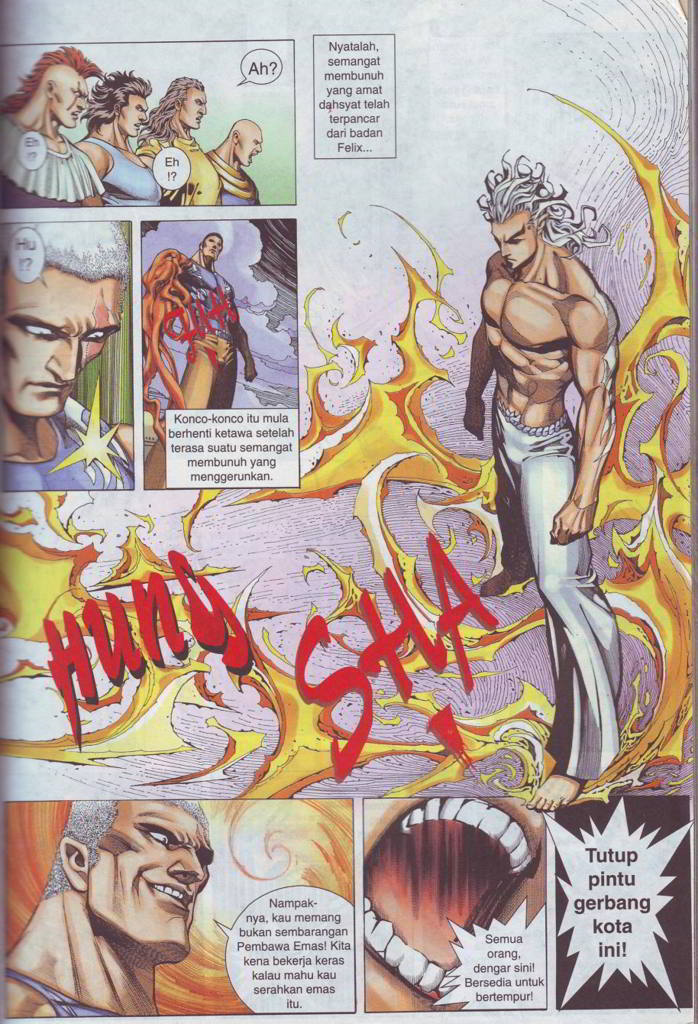 Ah?
Eh
!?
Eh
!?
Nyatalah,
semangat
membunuh
yang amat
dahsyat telah
terpancar
dari badan
Felix...
Hu
!?
SHA
Konco-konco itu mula
berhenti ketawa setelah
terasa suatu semangat
membunuh yang
menggerunkan.
HUNG
SHA
!
Nampak-
nya, kau memang
bukan sembarangan
Pembawa Emas! Kita
kena bekerja keras
kalau mahu kau
serahkan emas
itu.
Semua
orang,
dengar sini!
Bersedia untuk
bertempur!
Tutup
pintu
gerbang
kota
ini!